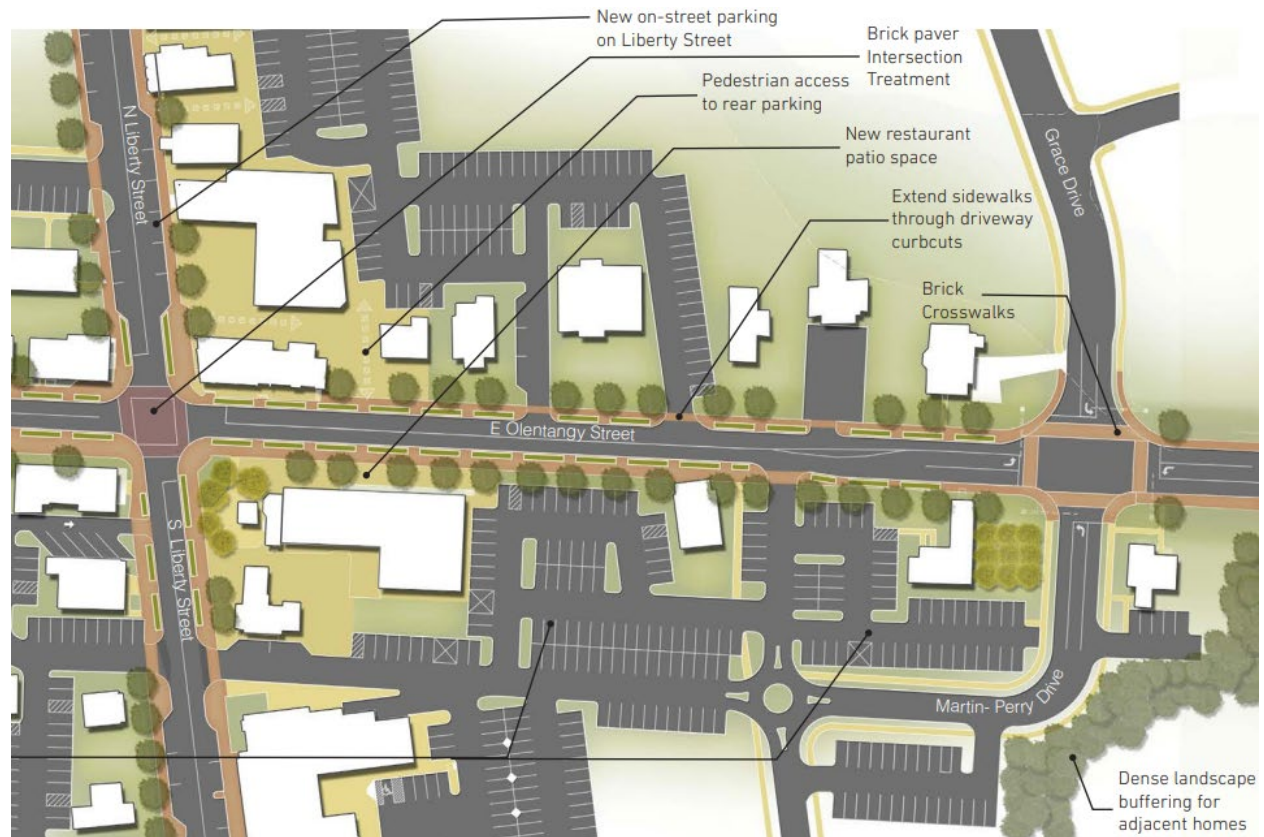 New on-street parking
on Liberty Street
Brick paver
Intersection
Treatment
Pedestrian access
to rear parking
New restaurant
patio space
Extend sidewalks
through driveway
curbcuts
Brick
Crosswalks
N Liberty Street
Grace Drive
E Olentangy Street
S Liberty Street
Martin- Perry Drive
Dense landscape
buffering for
adjacent homes